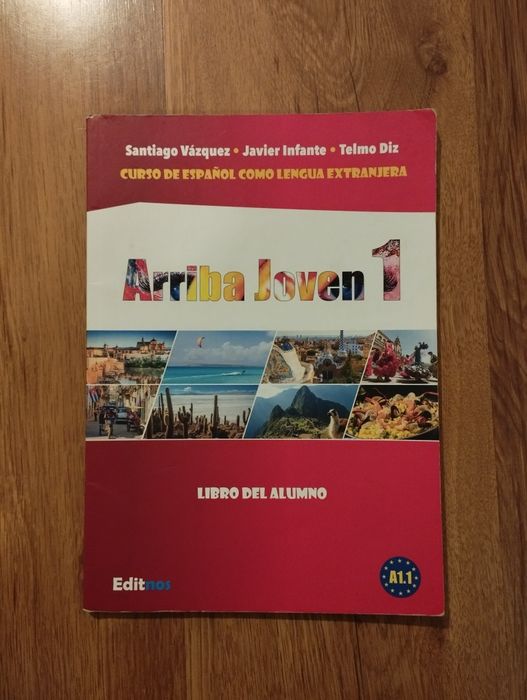 Santiago Vázquez • Javier Infante • Telmo Diz
CURSO DE ESPAÑOL COMO LENGUA EXTRANJERA
Arriba Joven 1
LIBRO DEL ALUMNO
Editnos
A1.1